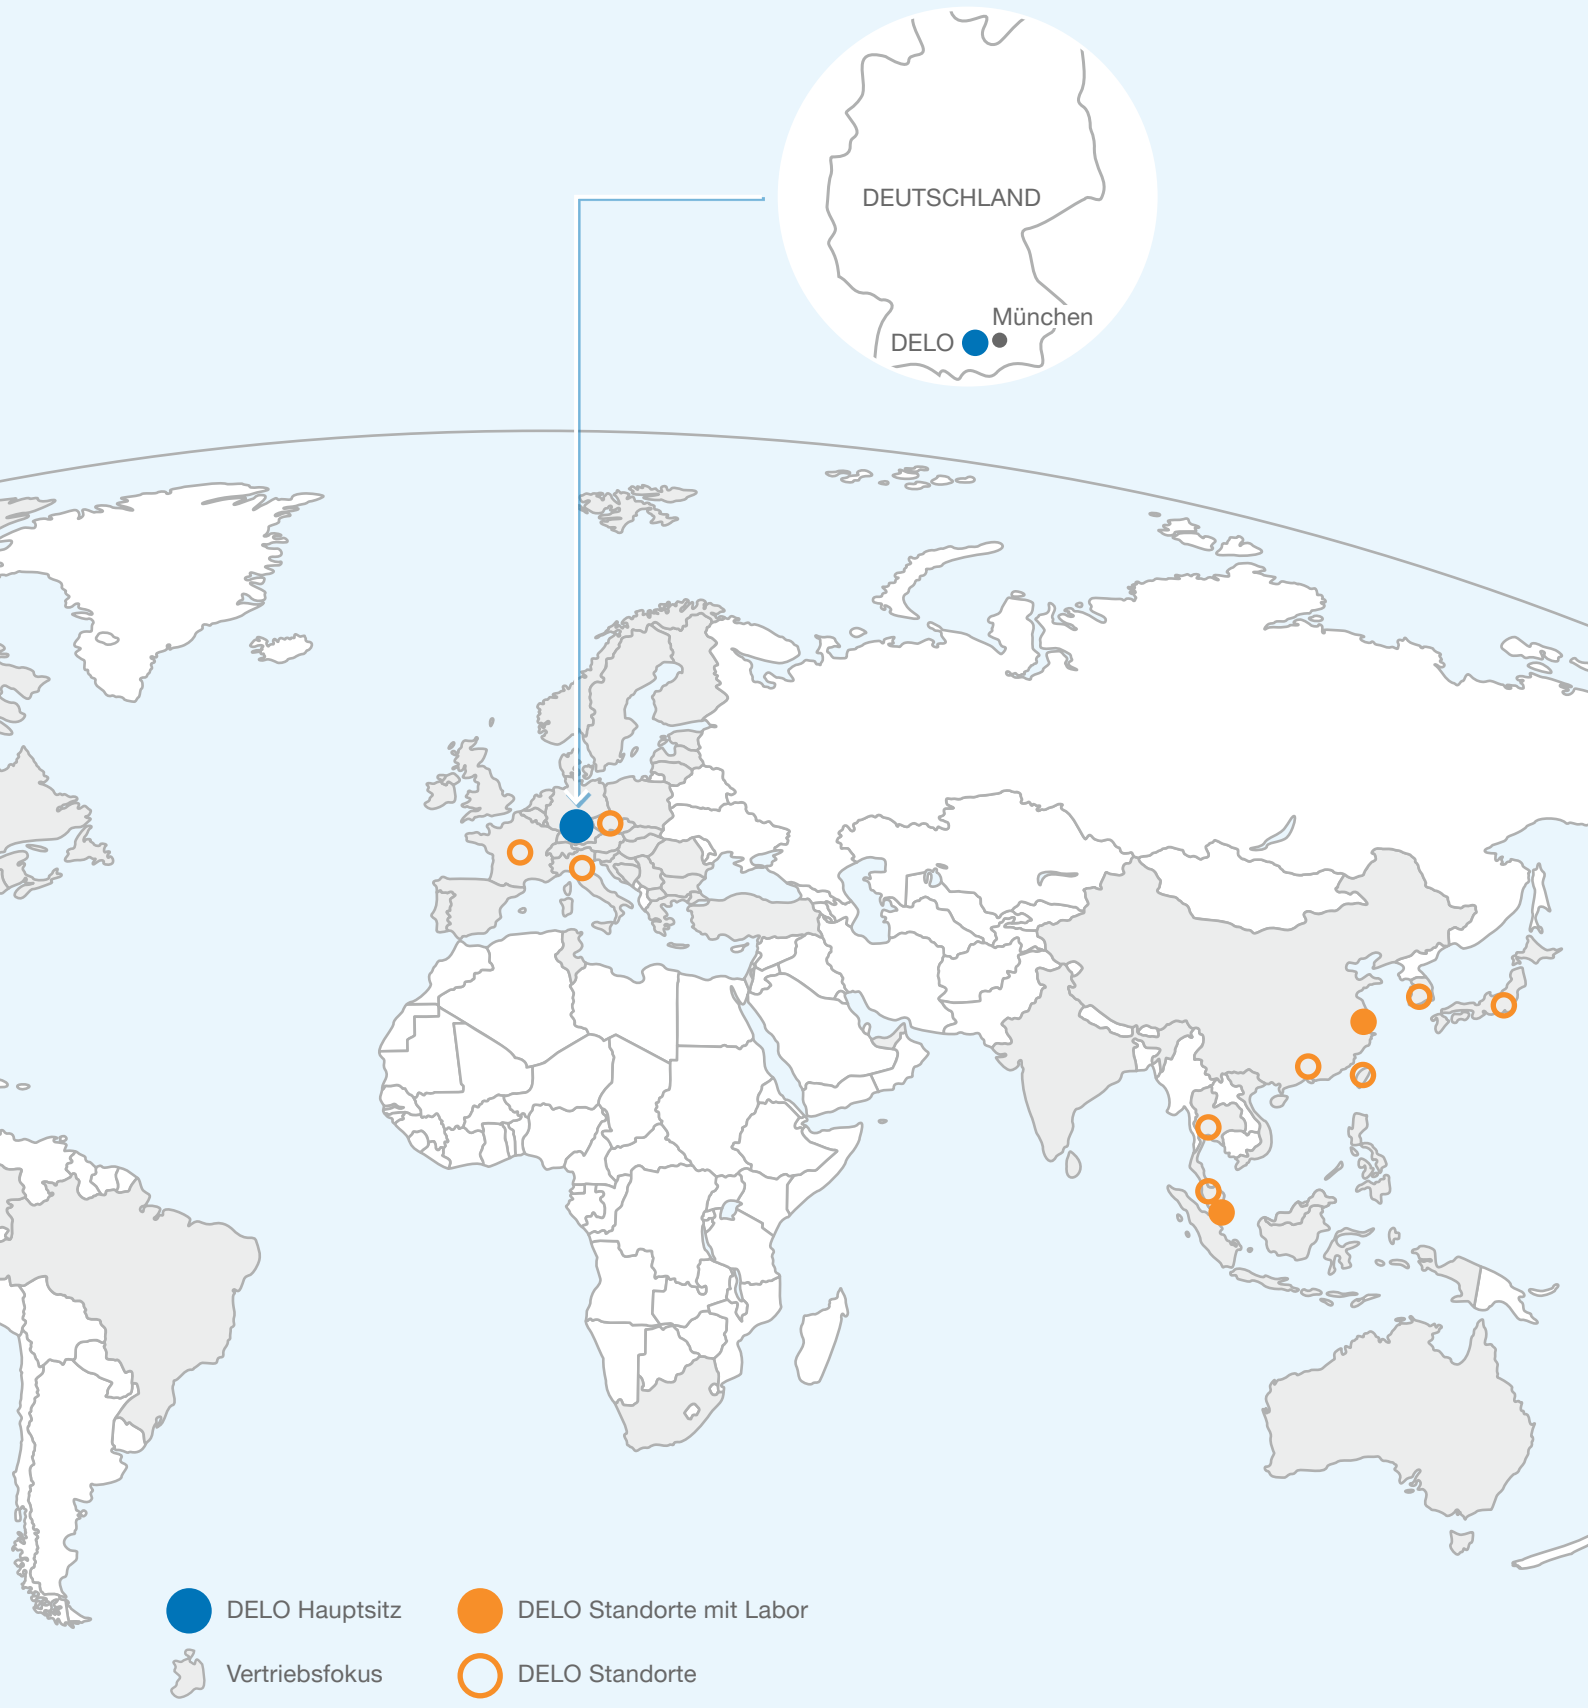 DEUTSCHLAND
München
DELO
DELO Hauptsitz
DELO Standorte mit Labor
Vertriebsfokus
DELO Standorte